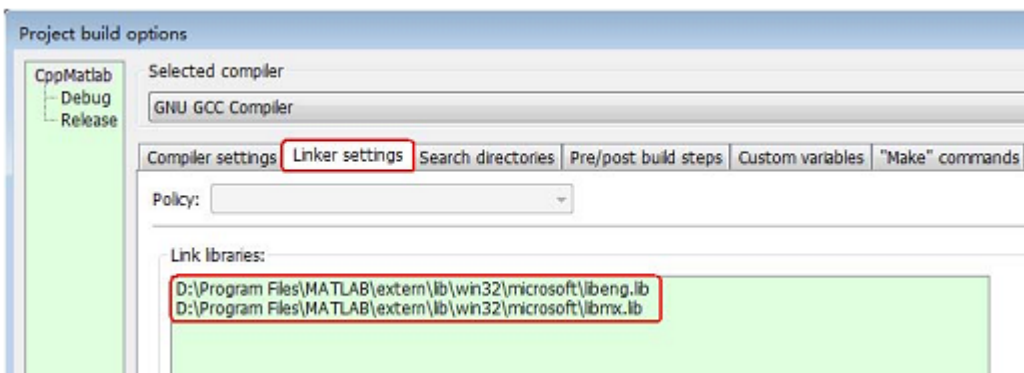 Project build options
CppMatlab
Debug
Release
Selected compiler
GNU GCC Compiler
Compiler settings Linker settings Search directories Pre/post build steps Custom variables "Make" commands
Policy:
Link libraries:
D:\Program Files\MATLAB\extern\lib\win32\microsoft\libeng.lib
D:\Program Files\MATLAB\extern\lib\win32\microsoft\libmx.lib